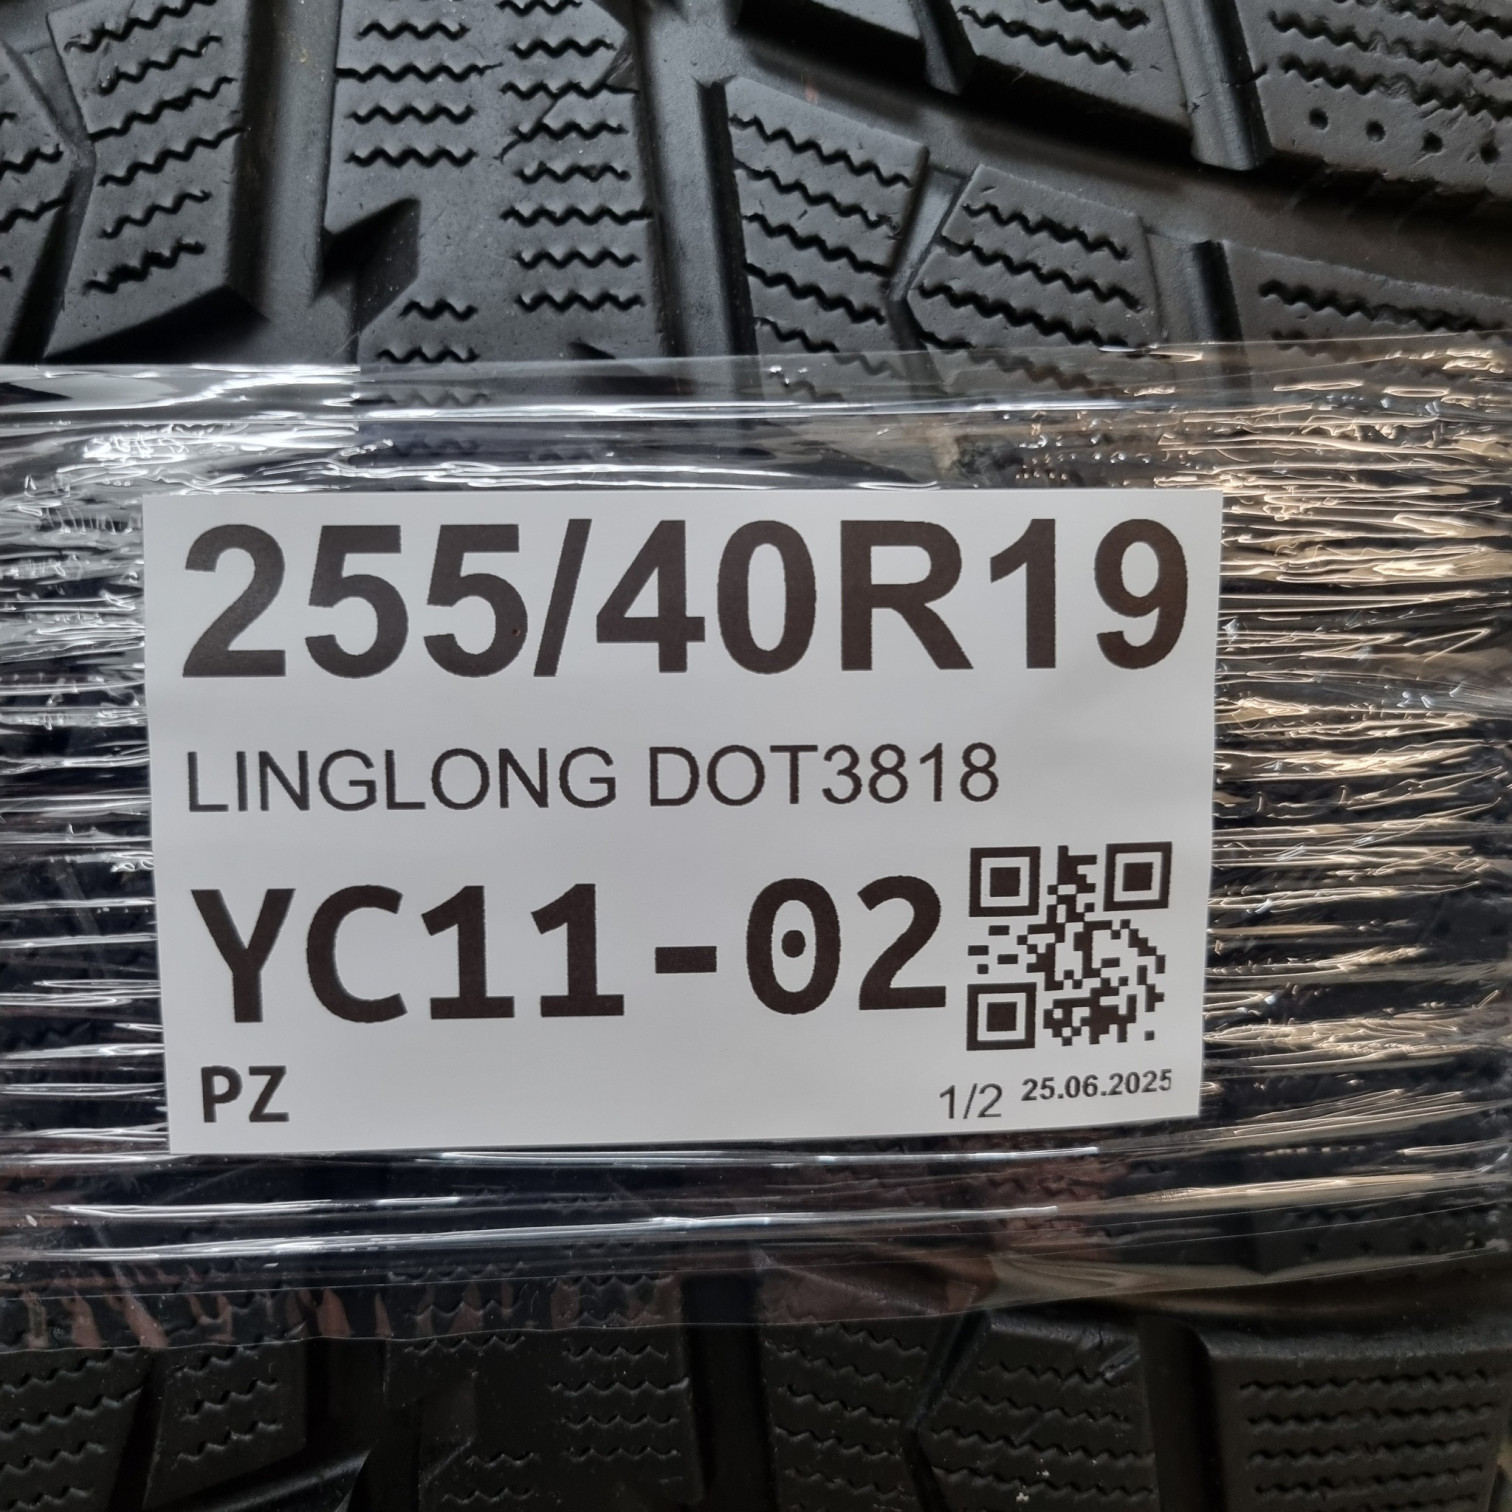 255/40R19
LINGLONG DOT3818
YC11-02
PZ
1/2 25.06.2025